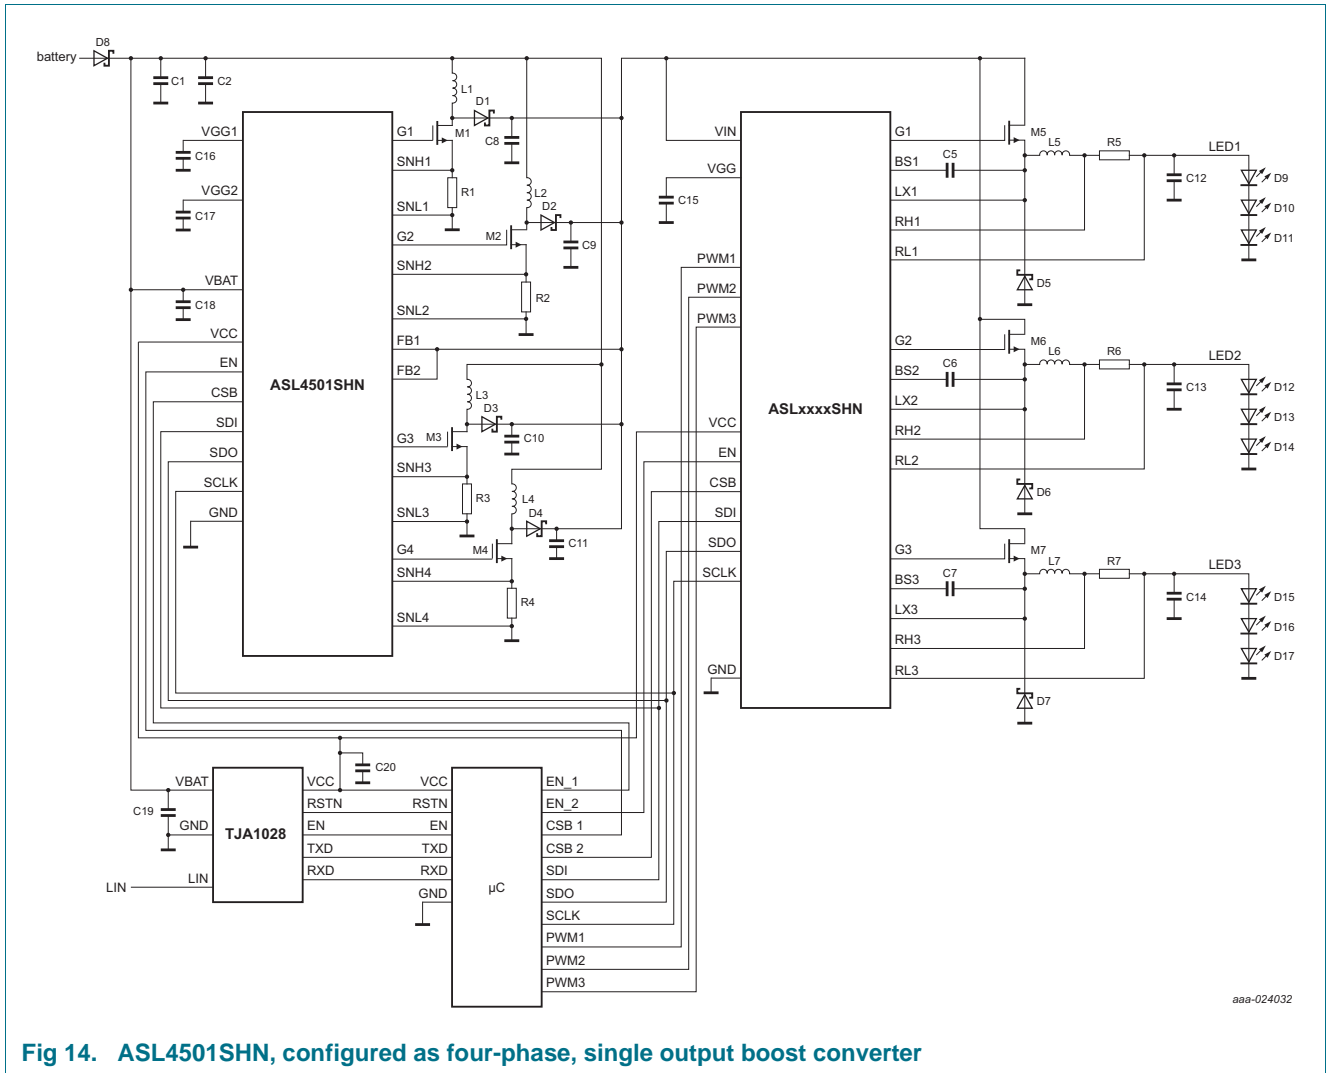 battery
D8
C1
C2
L1
D1
C8
M1
R1
L2
D2
C9
M2
R2
VGG1
C16
VGG2
C17
VBAT
C18
VCC
EN
CSB
SDI
SDO
SCLK
GND
ASL4501SHN
G1
SNH1
SNL1
G2
SNH2
SNL2
FB1
FB2
G3
SNH3
SNL3
G4
SNH4
SNL4
L3
D3
C10
M3
R3
L4
D4
C11
M4
R4
VIN
VGG
C15
PWM1
PWM2
PWM3
VCC
EN
CSB
SDI
SDO
SCLK
GND
ASLxxxxSHN
G1
BS1
LX1
RH1
RL1
G2
BS2
LX2
RH2
RL2
G3
BS3
LX3
RH3
RL3
M5
C5
L5
R5
LED1
C12
D9
D10
D11
D5
M6
C6
L6
R6
LED2
C13
D12
D13
D14
D6
M7
C7
L7
R7
LED3
C14
D15
D16
D17
D7
C20
VBAT
C19
GND
LIN
LIN
TJA1028
VCC
RSTN
EN
TXD
RXD
VCC
RSTN
EN
TXD
RXD
GND
µC
EN_1
EN_2
CSB 1
CSB 2
SDI
SDO
SCLK
PWM1
PWM2
PWM3
aaa-024032
Fig 14. ASL4501SHN, configured as four-phase, single output boost converter